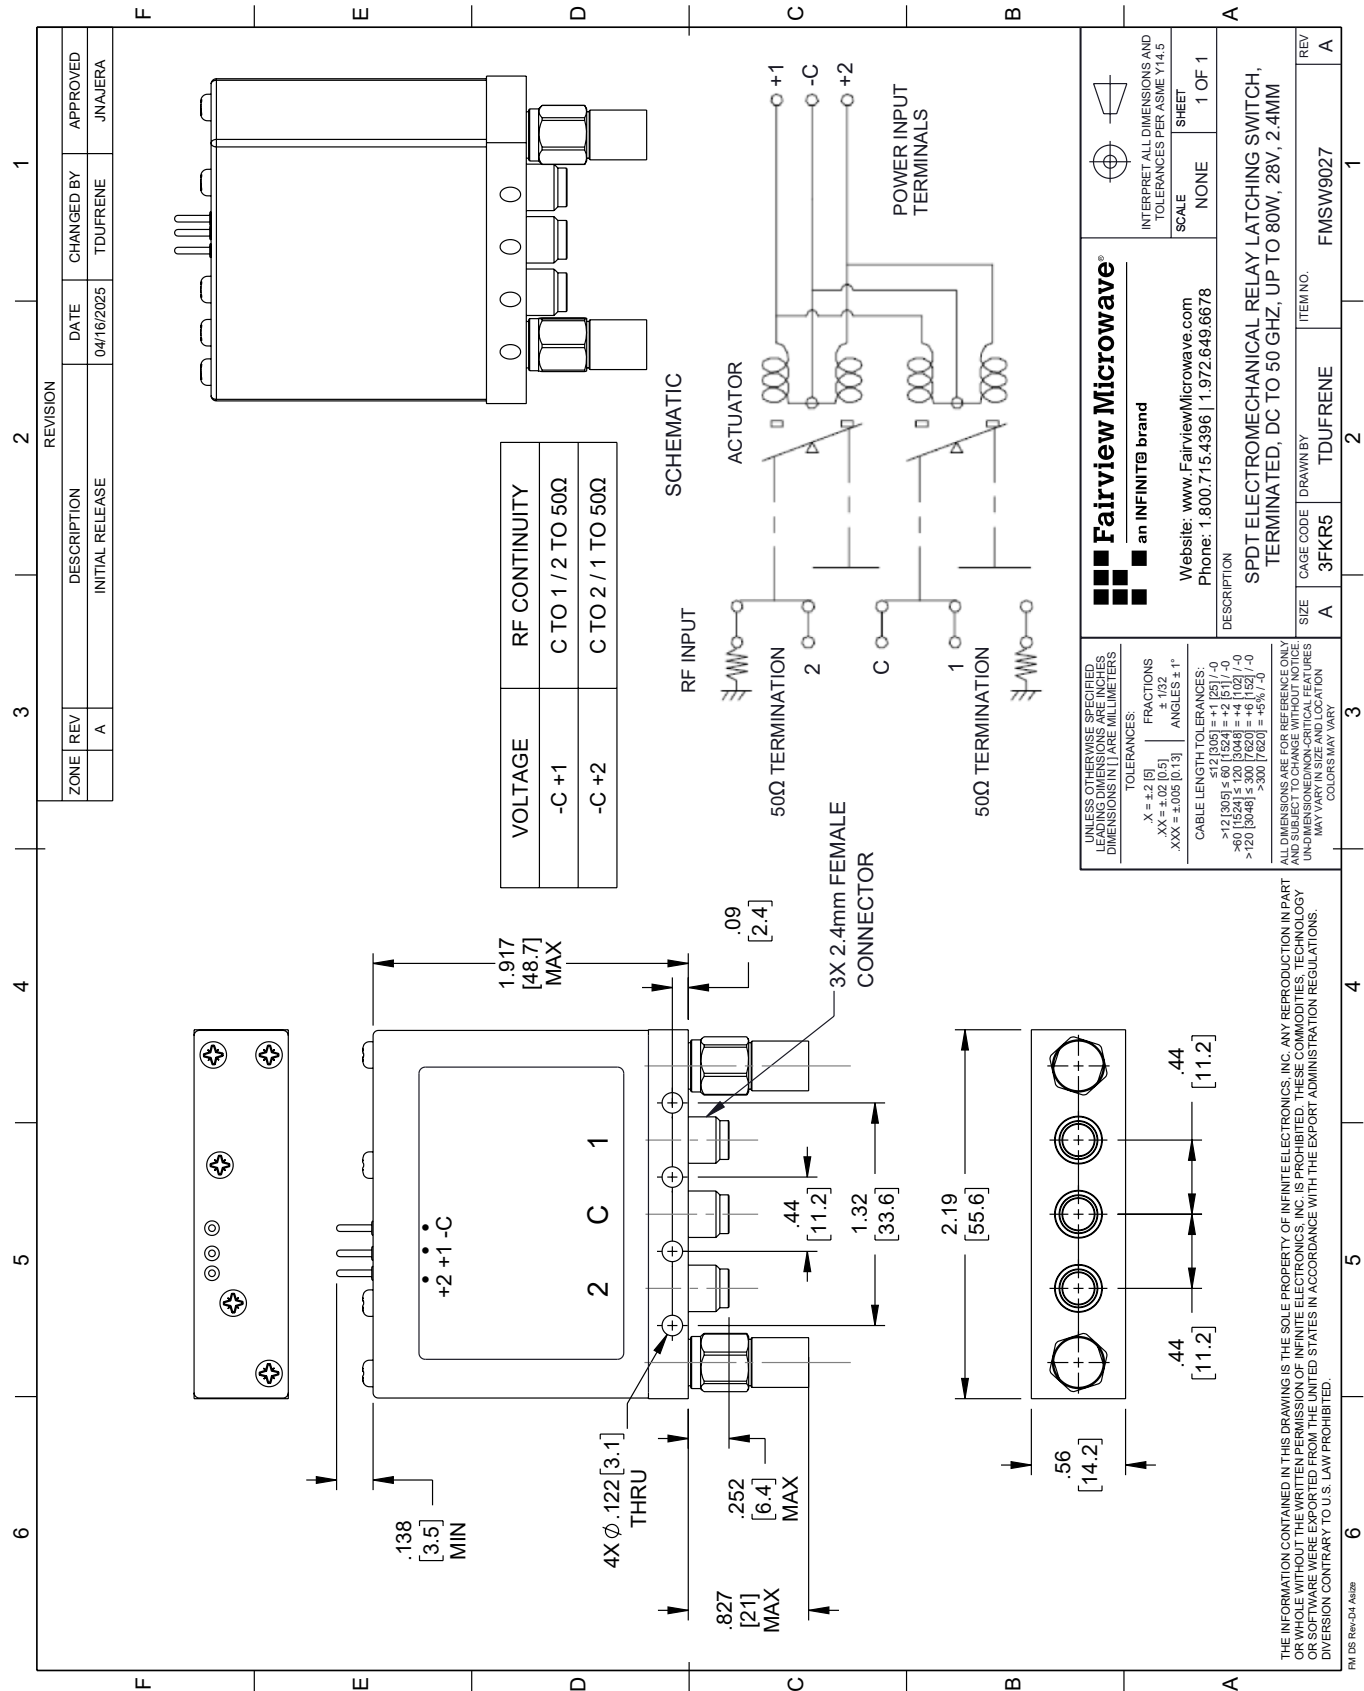 6
5
4
3
2
1
F
E
D
C
B
A
REVISION
ZONE
REV
DESCRIPTION
DATE
CHANGED BY
APPROVED
A
INITIAL RELEASE
04/16/2025
TDUFRENE
JNAJERA
.138
[3.5]
MIN
+2 +1 -C
2 C 1
1.917
[48.7]
MAX
.09
[2.4]
4X Ø .122 [3.1]
THRU
3X 2.4mm FEMALE
CONNECTOR
.252
[6.4]
MAX
.827
[21]
MAX
.44
[11.2]
1.32
[33.6]
2.19
[55.6]
.56
[14.2]
.44
[11.2]
.44
[11.2]
VOLTAGE
RF CONTINUITY
-C +1
C TO 1 / 2 TO 50Ω
-C +2
C TO 2 / 1 TO 50Ω
SCHEMATIC
RF INPUT
ACTUATOR
50Ω TERMINATION
2
C
1
50Ω TERMINATION
+1
-C
+2
POWER INPUT
TERMINALS
UNLESS OTHERWISE SPECIFIED
LEADING DIMENSIONS ARE INCHES
DIMENSIONS IN [ ] ARE MILLIMETERS
TOLERANCES:
.X = ±.2 [5]
.XX = ±.02 [0.5]
.XXX = ±.005 [0.13]
FRACTIONS
± 1/32
ANGLES ± 1°
CABLE LENGTH TOLERANCES:
≤12 [305] = +1 [25] / -0
>12 [305] ≤ 60 [1524] = +2 [51] / -0
>60 [1524] ≤ 120 [3048] = +4 [102] / -0
>120 [3048] ≤ 300 [7620] = +6 [152] / -0
>300 [7620] = +5% / -0
ALL DIMENSIONS ARE FOR REFERENCE ONLY
AND SUBJECT TO CHANGE WITHOUT NOTICE.
UN-DIMENSIONED/NON-CRITICAL FEATURES
MAY VARY IN SIZE AND LOCATION
COLORS MAY VARY
Fairview Microwave®
an INFINIT® brand
Website: www.FairviewMicrowave.com
Phone: 1.800.715.4396 | 1.972.649.6678
INTERPRET ALL DIMENSIONS AND
TOLERANCES PER ASME Y14.5
SCALE
NONE
SHEET
1 OF 1
DESCRIPTION
SPDT ELECTROMECHANICAL RELAY LATCHING SWITCH,
TERMINATED, DC TO 50 GHZ, UP TO 80W, 28V, 2.4MM
SIZE
A
CAGE CODE
3FKR5
DRAWN BY
TDUFRENE
ITEM NO.
FMSW9027
REV
A
THE INFORMATION CONTAINED IN THIS DRAWING IS THE SOLE PROPERTY OF INFINITE ELECTRONICS, INC. ANY REPRODUCTION IN PART
OR WHOLE WITHOUT THE WRITTEN PERMISSION OF INFINITE ELECTRONICS, INC. IS PROHIBITED. THESE COMMODITIES, TECHNOLOGY
OR SOFTWARE WERE EXPORTED FROM THE UNITED STATES IN ACCORDANCE WITH THE EXPORT ADMINISTRATION REGULATIONS.
DIVERSION CONTRARY TO U.S. LAW PROHIBITED.
F
E
D
C
B
A
6
5
4
3
2
1
FM DS Rev-D4 Asize